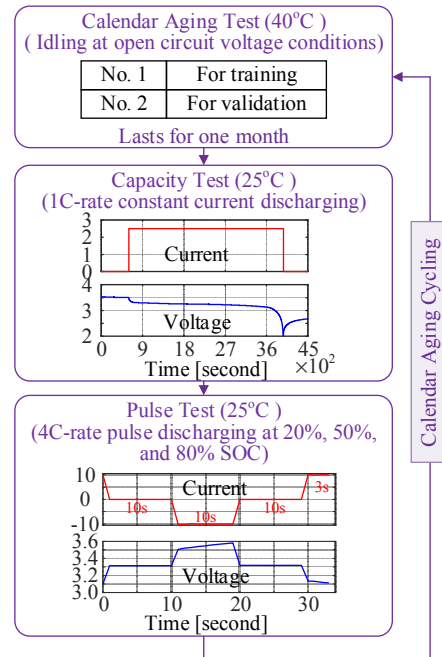 Calendar Aging Test (40°C )
( Idling at open circuit voltage conditions)
No. 1 For training
No. 2 For validation
Lasts for one month
Capacity Test (25°C )
(1C-rate constant current discharging)
3
2
1
0
Current
4
3
2
Voltage
0 9 18 27 36 45
Time [second] ×10²
Pulse Test (25°C )
(4C-rate pulse discharging at 20%, 50%,
and 80% SOC)
10
0
-10
Current
10s 10s 10s 3s
3.6
3.4
3.2
3.0
Voltage
0 10 20 30
Time [second]
Calendar Aging Cycling